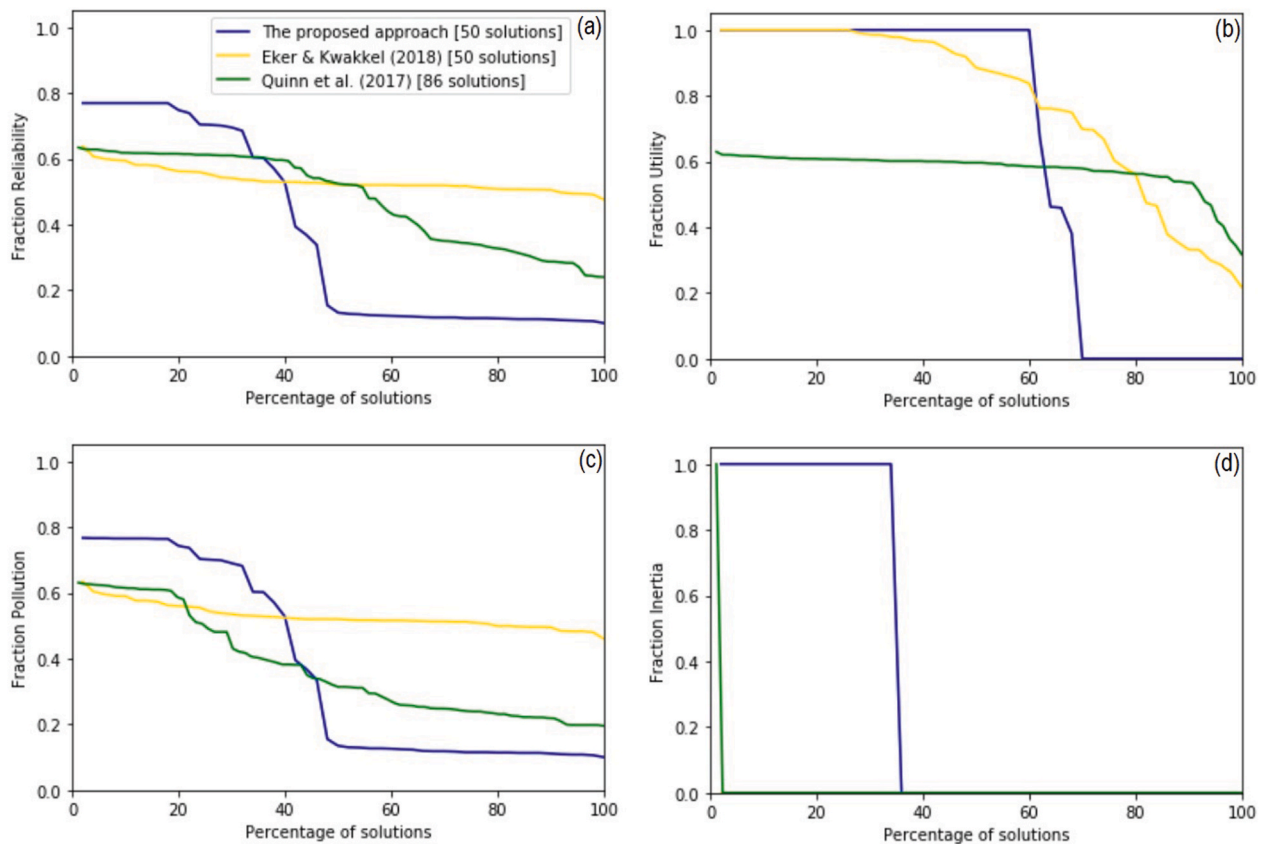 (a)
The proposed approach [50 solutions]
Eker & Kwakkel (2018) [50 solutions]
Quinn et al. (2017) [86 solutions]
1.0
0.8
0.6
0.4
0.2
0.0
Fraction Reliability
0 20 40 60 80 100
Percentage of solutions
(b)
1.0
0.8
0.6
0.4
0.2
0.0
Fraction Utility
0 20 40 60 80 100
Percentage of solutions
(c)
1.0
0.8
0.6
0.4
0.2
0.0
Fraction Pollution
0 20 40 60 80 100
Percentage of solutions
(d)
1.0
0.8
0.6
0.4
0.2
0.0
Fraction Inertia
0 20 40 60 80 100
Percentage of solutions